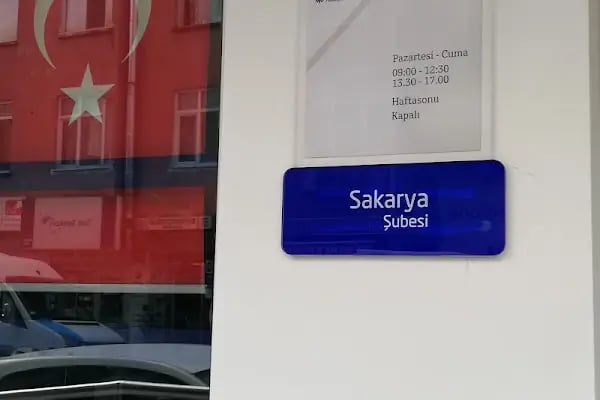 Pazartesi - Cuma
09:00 - 12:30
13.30 - 17.00
Haftasonu
Kapalı
Sakarya
Şubesi